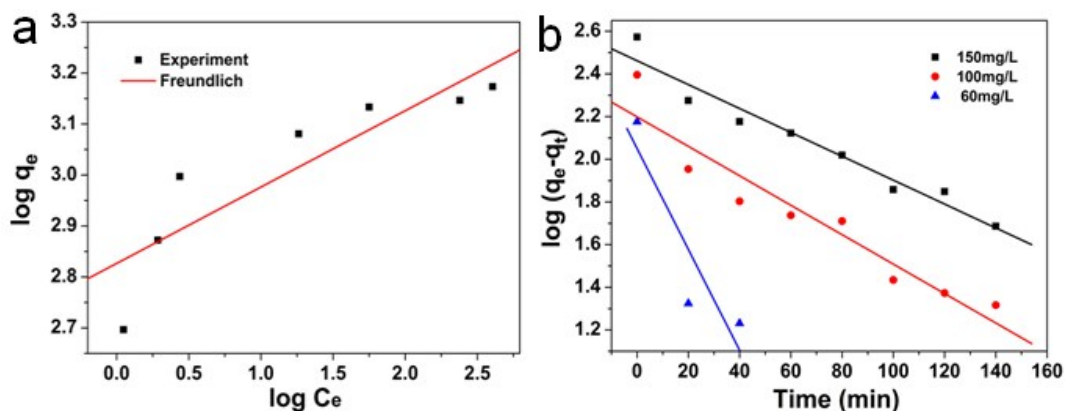 a
3.3
3.2
3.1
3.0
2.9
2.8
2.7
log qe
0.0 0.5 1.0 1.5 2.0 2.5
log Ce
Experiment
Freundlich
b
2.6
2.4
2.2
2.0
1.8
1.6
1.4
1.2
log (qe-qt)
0 20 40 60 80 100 120 140 160
Time (min)
150mg/L
100mg/L
60mg/L